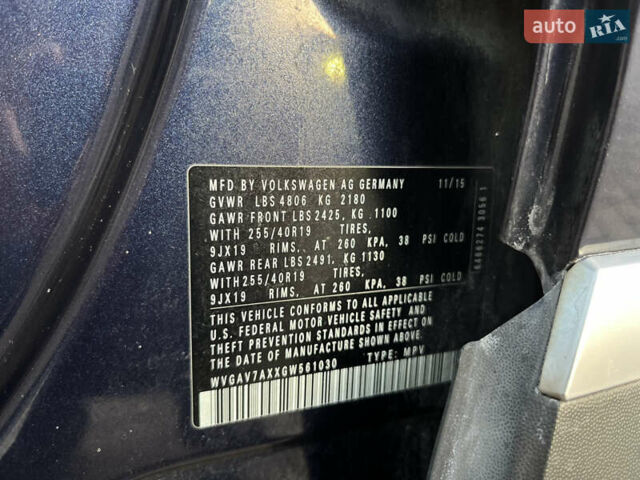 auto RIA.com
MFD BY VOLKSWAGEN AG GERMANY 11/15
GVWR LBS 4806 KG 2180
GAWR FRONT LBS 2425, KG .1100
WITH 255/40R19 TIRES,
9JX19 RIMS, AT 260 KPA, 38 PSI COLD
GAWR REAR LBS 2491, KG 1130
WITH 255/40R19 TIRES,
9JX19 RIMS, AT 260 KPA, 38 PSI COLD
THIS VEHICLE CONFORMS TO ALL APPLICABLE
U.S. FEDERAL MOTOR VEHICLE SAFETY AND
THEFT PREVENTION STANDARDS IN EFFECT ON
THE DATE OF MANUFACTURE SHOWN ABOVE.
WVGAV7AXXGW561030 TYPE: MPV